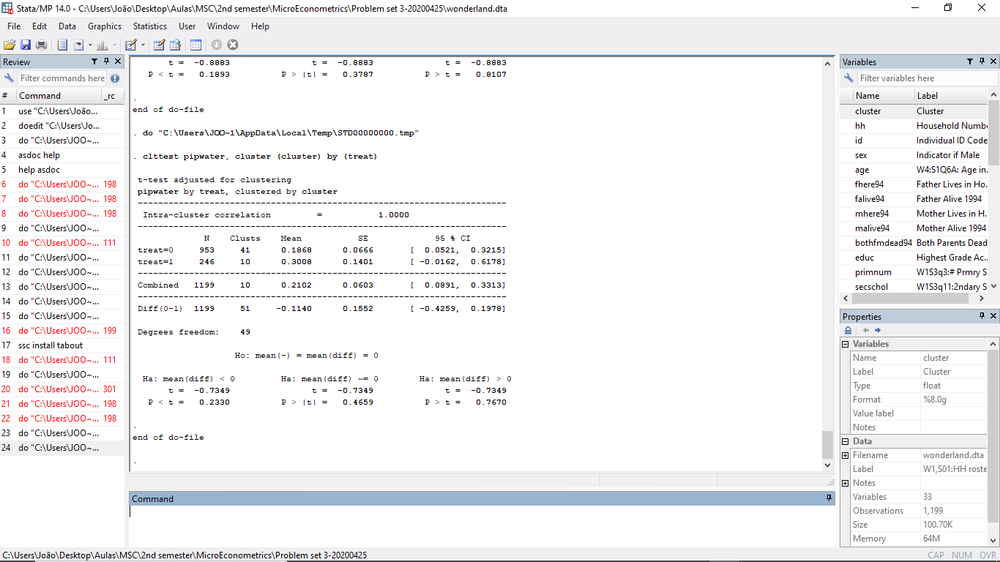 Stata/MP 14.0 - C:\Users\João\Desktop\Aulas\MSC\2nd semester\MicroEconometrics\Problem set 3-20200425\wonderland.dta
File Edit Data Graphics Statistics User Window Help
Review
Filter commands here
# Command _rc
1 use "C:\Users\João...
2 doedit "C:\Users\Jo...
3 do "C:\Users\JOO~...
4 asdoc help
5 help asdoc
6 do "C:\Users\JOO~... 198
7 do "C:\Users\JOO~... 198
8 do "C:\Users\JOO~... 198
9 do "C:\Users\JOO~...
10 do "C:\Users\JOO~... 111
11 do "C:\Users\JOO~...
12 do "C:\Users\JOO~...
13 do "C:\Users\JOO~...
14 do "C:\Users\JOO~...
15 do "C:\Users\JOO~...
16 do "C:\Users\JOO~... 199
17 ssc install tabout
18 do "C:\Users\JOO~... 111
19 do "C:\Users\JOO~...
20 do "C:\Users\JOO~... 301
21 do "C:\Users\JOO~... 198
22 do "C:\Users\JOO~... 198
23 do "C:\Users\JOO~...
24 do "C:\Users\JOO~...
t = -0.8883 t = -0.8883 t = -0.8883
P < t = 0.1893 P > |t| = 0.3787 P > t = 0.8107
.
end of do-file
. do "C:\Users\JOO~1\AppData\Local\Temp\STD00000000.tmp"
. clttest pipwater, cluster (cluster) by (treat)
t-test adjusted for clustering
pipwater by treat, clustered by cluster
Intra-cluster correlation = 1.0000
N Clusts Mean SE 95 % CI
treat=0 953 41 0.1868 0.0666 [ 0.0521, 0.3215]
treat=1 246 10 0.3008 0.1401 [ -0.0162, 0.6178]
Combined 1199 10 0.2102 0.0603 [ 0.0891, 0.3313]
Diff(0-1) 1199 51 -0.1140 0.1552 [ -0.4259, 0.1978]
Degrees freedom: 49
Ho: mean(-) = mean(diff) = 0
Ha: mean(diff) < 0 Ha: mean(diff) ~= 0 Ha: mean(diff) > 0
t = -0.7349 t = -0.7349 t = -0.7349
P < t = 0.2330 P > |t| = 0.4659 P > t = 0.7670
.
end of do-file
.
Command
Variables
Filter variables here
Name Label
cluster Cluster
hh Household Numb
id Individual ID Code
sex Indicator if Male
age W4:S1Q6A: Age in.
fhere94 Father Lives in Ho.
falive94 Father Alive 1994
mhere94 Mother Lives in H.
malive94 Mother Alive 1994
bothfmdead94 Both Parents Dead
educ Highest Grade Ac..
primnum W1S3q3:# Prmry S
secschol W1S3q11:2ndary S
Properties
Variables
Name cluster
Label Cluster
Type float
Format %8.0g
Value label
Notes
Data
Filename wonderland.dta
Label W1,S01:HH roste
Notes
Variables 33
Observations 1,199
Size 100.70K
Memory 64M
C:\Users\João\Desktop\Aulas\MSC\2nd semester\MicroEconometrics\Problem set 3-20200425
CAP NUM OVR